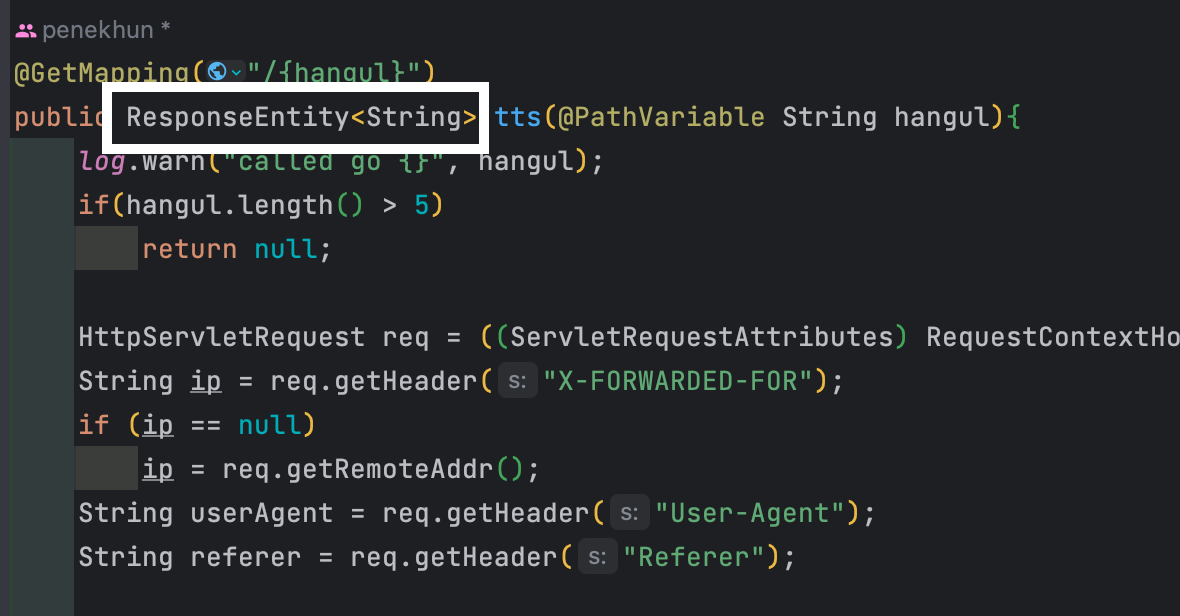 penekhun *
@GetMapping("/{hangul}")
public ResponseEntity<String> tts(@PathVariable String hangul){
log.warn("called go {}", hangul);
if(hangul.length() > 5)
return null;
HttpServletRequest req = ((ServletRequestAttributes) RequestContextHo
String ip = req.getHeader( s: "X-FORWARDED-FOR");
if (ip == null)
ip = req.getRemoteAddr();
String userAgent = req.getHeader( s: "User-Agent");
String referer = req.getHeader( s: "Referer");